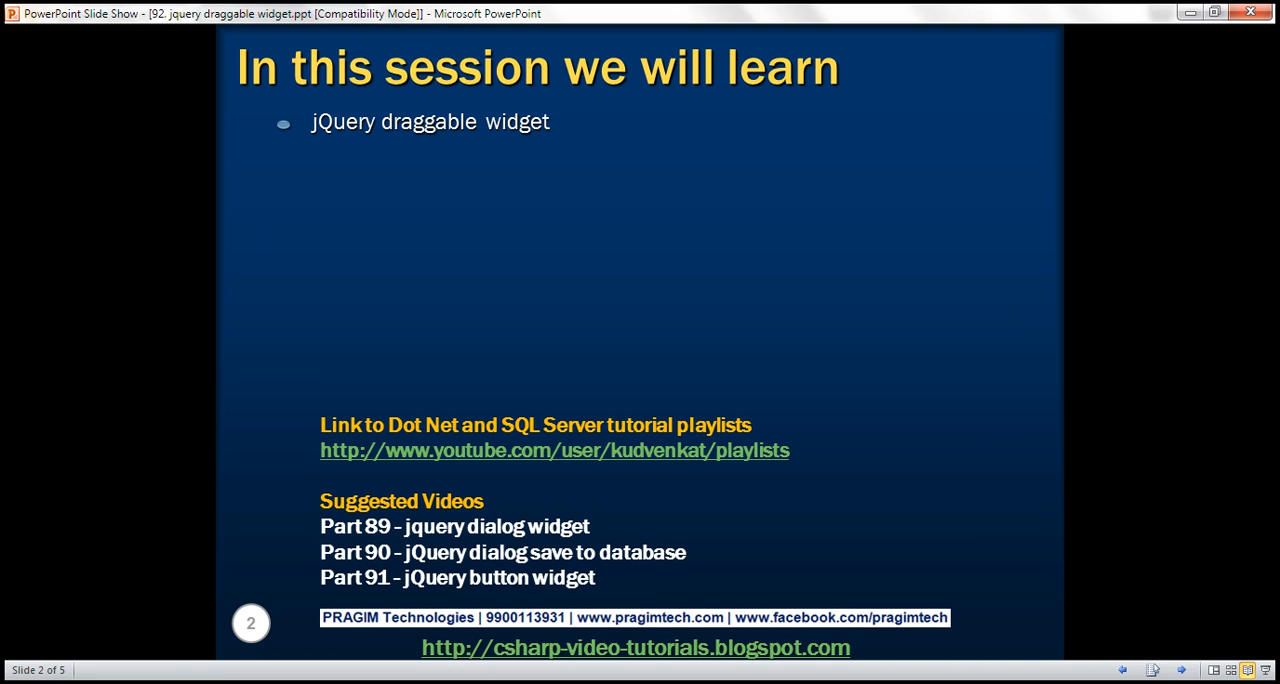 PowerPoint Slide Show - [92. jquery draggable widget.ppt [Compatibility Mode]] - Microsoft PowerPoint
In this session we will learn
jQuery draggable widget
Link to Dot Net and SQL Server tutorial playlists
http://www.youtube.com/user/kudvenkat/playlists
Suggested Videos
Part 89 - jquery dialog widget
Part 90 - jQuery dialog save to database
Part 91 - jQuery button widget
2
PRAGIM Technologies | 9900113931 | www.pragimtech.com | www.facebook.com/pragimtech
http://csharp-video-tutorials.blogspot.com
Slide 2 of 5